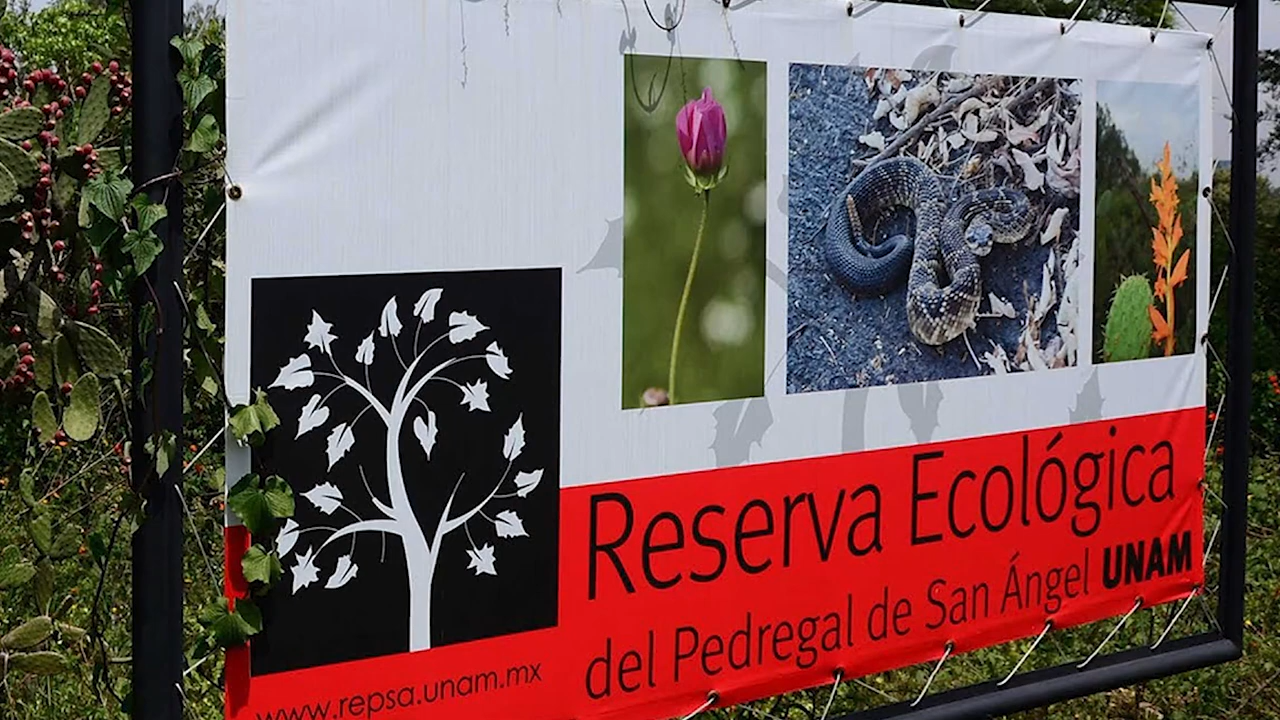 Reserva Ecológica
del Pedregal de San Ángel UNAM
www.repsa.unam.mx